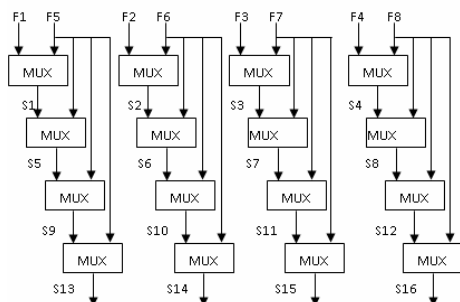 F1 F5 F2 F6 F3 F7 F4 F8
MUX MUX MUX MUX
S1 S2 S3 S4
MUX MUX MUX MUX
S5 S6 S7 S8
MUX MUX MUX MUX
S9 S10 S11 S12
MUX MUX MUX MUX
S13 S14 S15 S16